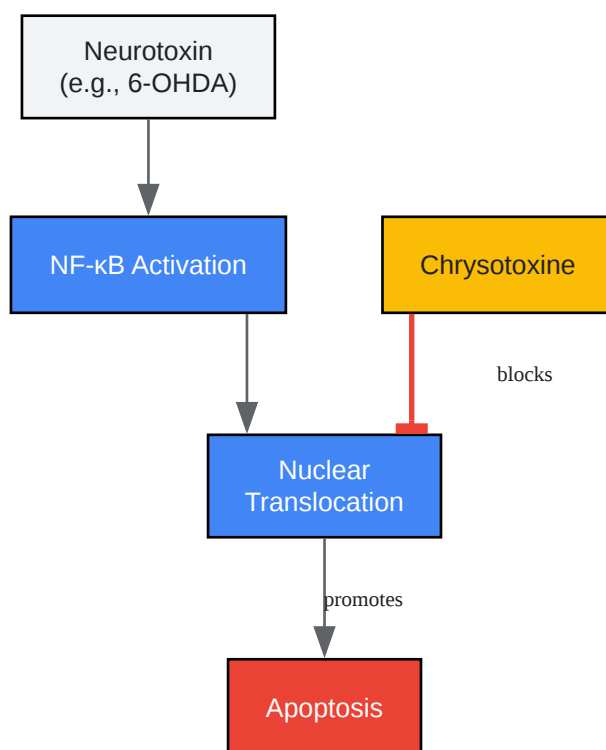 Neurotoxin
(e.g., 6-OHDA)
NF-κB Activation
Chrysotoxine
blocks
Nuclear
Translocation
promotes
Apoptosis